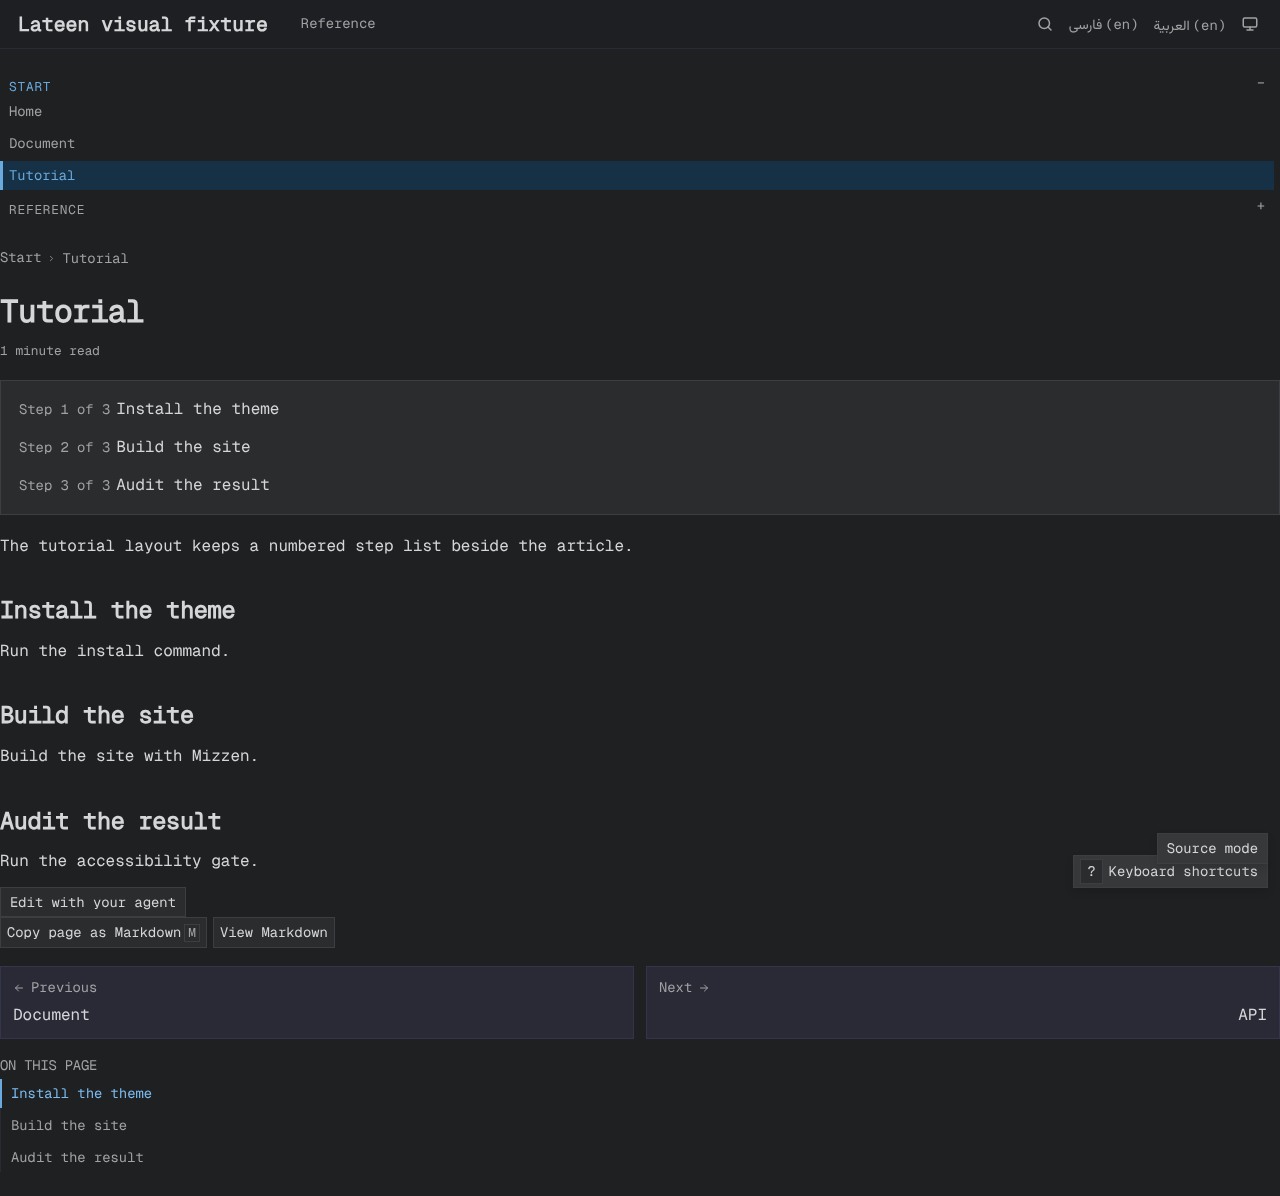 Lateen visual fixture Reference فارسی (en) العربية (en)
START −
Home
Document
Tutorial
REFERENCE +
Start › Tutorial
Tutorial
1 minute read
Step 1 of 3 Install the theme
Step 2 of 3 Build the site
Step 3 of 3 Audit the result
The tutorial layout keeps a numbered step list beside the article.
Install the theme
Run the install command.
Build the site
Build the site with Mizzen.
Audit the result
Run the accessibility gate.
Source mode
? Keyboard shortcuts
Edit with your agent
Copy page as Markdown M View Markdown
← Previous
Document
Next →
API
ON THIS PAGE
Install the theme
Build the site
Audit the result